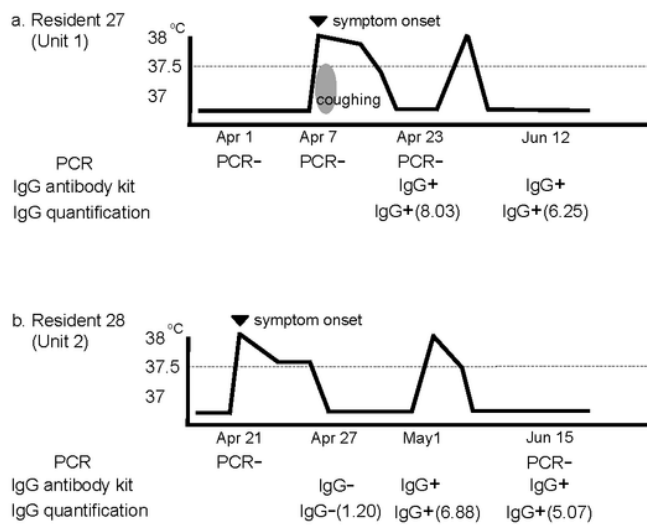 a. Resident 27
(Unit 1)
°C
38
37.5
37
symptom onset
coughing
Apr 1 Apr 7 Apr 23 Jun 12
PCR PCR- PCR- PCR-
IgG antibody kit IgG+ IgG+
IgG quantification IgG+(8.03) IgG+(6.25)
b. Resident 28
(Unit 2)
°C
38
37.5
37
symptom onset
Apr 21 Apr 27 May1 Jun 15
PCR PCR- PCR-
IgG antibody kit IgG- IgG+ IgG+
IgG quantification IgG-(1.20) IgG+(6.88) IgG+(5.07)